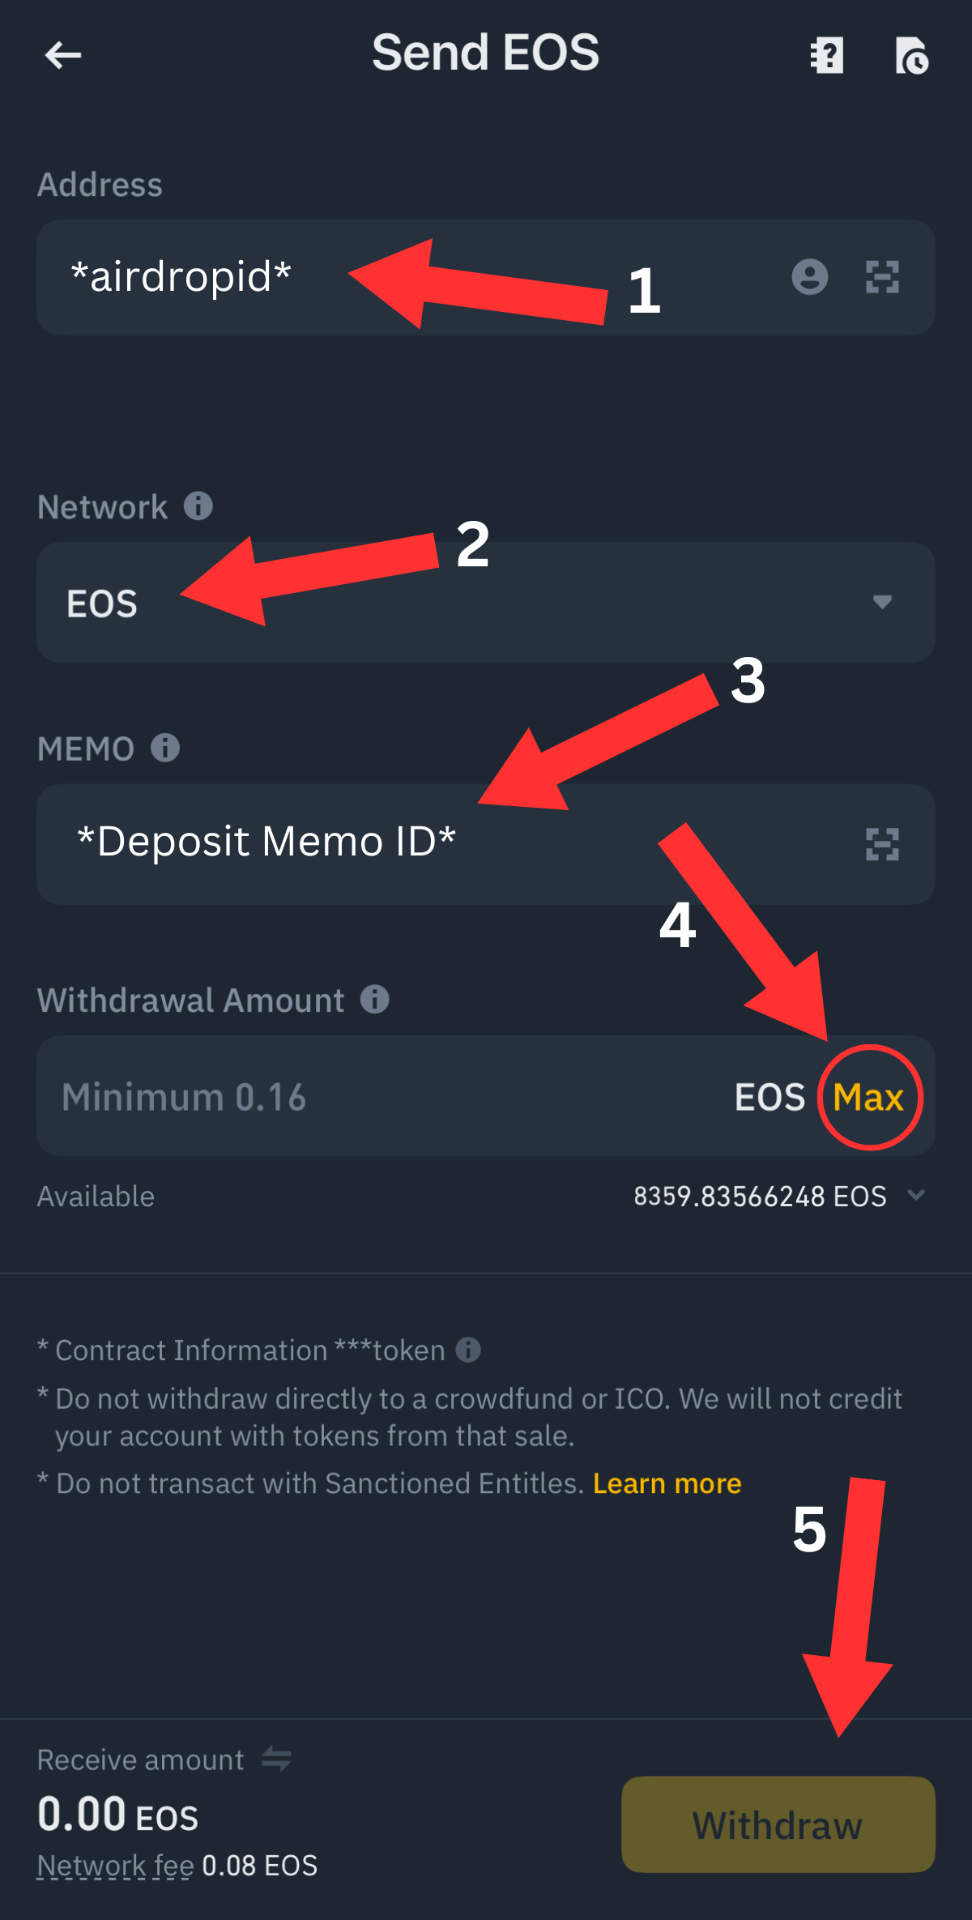 Send EOS
Address
*airdropid*
1
Network
2
EOS
3
MEMO
*Deposit Memo ID*
4
Withdrawal Amount
Minimum 0.16 EOS Max
Available 8359.83566248 EOS
* Contract Information ***token
* Do not withdraw directly to a crowdfund or ICO. We will not credit
your account with tokens from that sale.
* Do not transact with Sanctioned Entitles. Learn more
5
Receive amount
0.00 EOS
Withdraw
Network fee 0.08 EOS